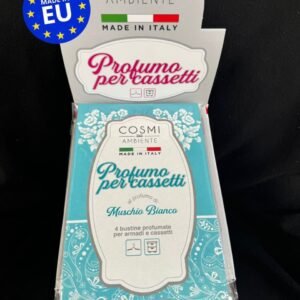 MADE IN
EU
AMBIENTE
MADE IN ITALY
Profumo
per cassetti
COSMI
AMBIENTE
MADE IN ITALY
Profumo
per cassetti
al profumo di
Muschio Bianco
4 bustine profumate
per armadi e cassetti